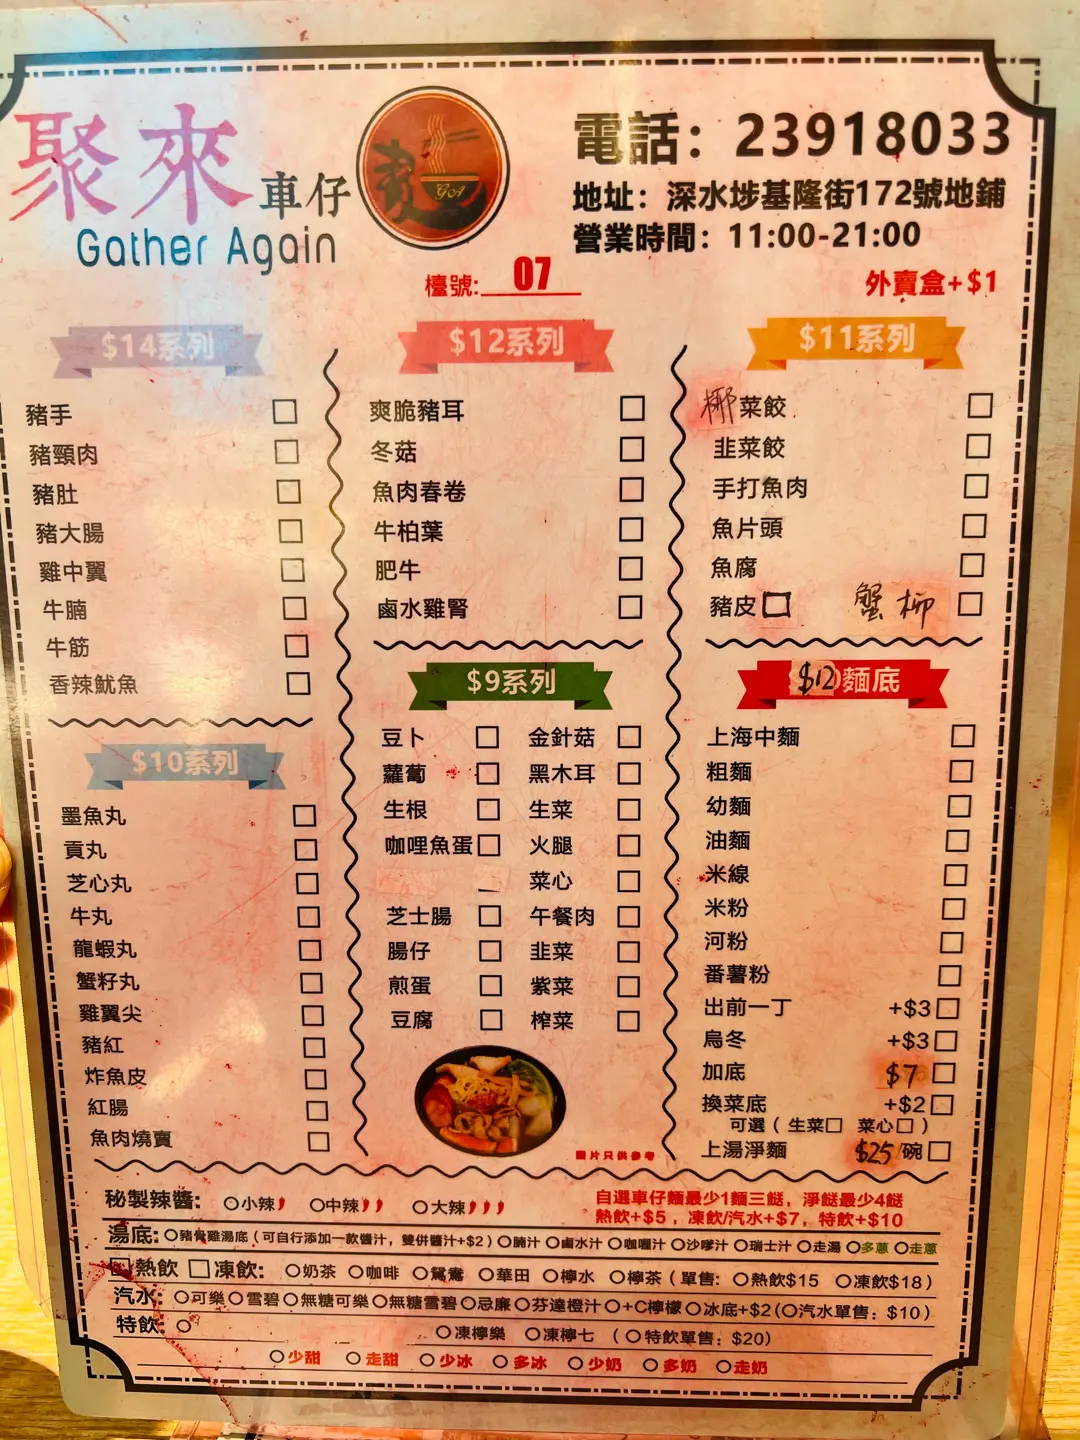 聚來車仔
Gather Again
GA
電話：23918033
地址：深水埗基隆街172號地鋪
營業時間：11:00-21:00
檯號:07
外賣盒+$1
$14系列
豬手
豬頸肉
豬肚
豬大腸
雞中翼
牛腩
牛筋
香辣魷魚
$10系列
墨魚丸
貢丸
芝心丸
牛丸
龍蝦丸
蟹籽丸
雞翼尖
豬紅
炸魚皮
紅腸
魚肉燒賣
$12系列
爽脆豬耳
冬菇
魚肉春卷
牛柏葉
肥牛
鹵水雞腎
$9系列
豆卜 金針菇
蘿蔔 黑木耳
生根 生菜
咖哩魚蛋 火腿
菜心
芝士腸 午餐肉
腸仔 韭菜
煎蛋 紫菜
豆腐 榨菜
圖片只供參考
$11系列
椰菜餃
韭菜餃
手打魚肉
魚片頭
魚腐
豬皮 蟹柳
$12麵底
上海中麵
粗麵
幼麵
油麵
米線
米粉
河粉
番薯粉
出前一丁 +$3
烏冬 +$3
加底 $7
換菜底 +$2
可選（生菜 菜心）
上湯淨麵 $25/碗
秘製辣醬: 小辣 中辣 大辣
自選車仔麵最少1麵三餸，淨餸最少4餸
熱飲+$5，凍飲/汽水+$7，特飲+$10
湯底: 豬骨雞湯底（可自行添加一款醬汁，雙併醬汁+$2）腩汁 鹵水汁 咖喱汁 沙嗲汁 瑞士汁 走湯 多蔥 走蔥
熱飲 凍飲: 奶茶 咖啡 鴛鴦 華田 檸水 檸茶（單售: 熱飲$15 凍飲$18）
汽水: 可樂 雪碧 無糖可樂 無糖雪碧 忌廉 芬達橙汁 +C檸檬 冰底+$2（汽水單售: $10）
特飲: 凍檸樂 凍檸七（特飲單售: $20）
少甜 走甜 少冰 多冰 少奶 多奶 走奶